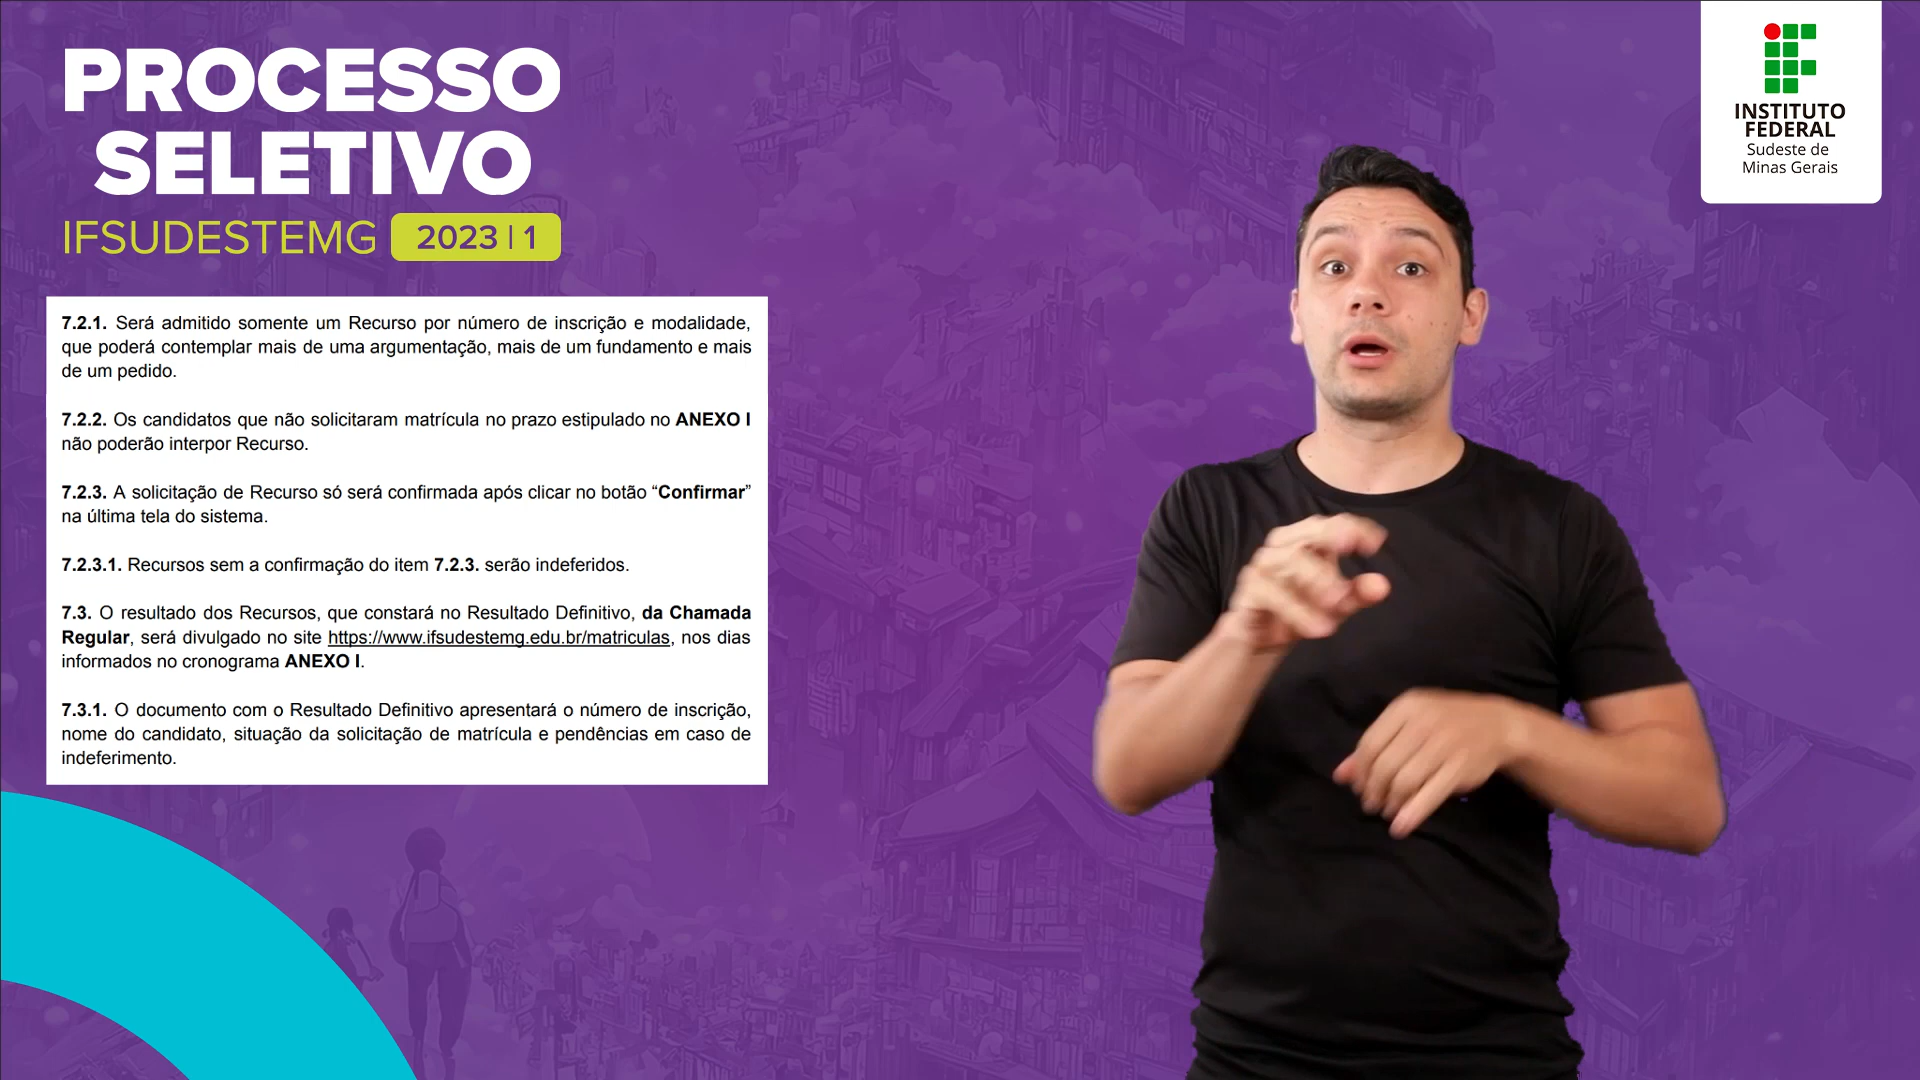 PROCESSO
SELETIVO
IFSUDESTEMG 2023 | 1
7.2.1. Será admitido somente um Recurso por número de inscrição e modalidade,
que poderá contemplar mais de uma argumentação, mais de um fundamento e mais
de um pedido.
7.2.2. Os candidatos que não solicitaram matrícula no prazo estipulado no ANEXO I
não poderão interpor Recurso.
7.2.3. A solicitação de Recurso só será confirmada após clicar no botão “Confirmar”
na última tela do sistema.
7.2.3.1. Recursos sem a confirmação do item 7.2.3. serão indeferidos.
7.3. O resultado dos Recursos, que constará no Resultado Definitivo, da Chamada
Regular, será divulgado no site https://www.ifsudestemg.edu.br/matriculas, nos dias
informados no cronograma ANEXO I.
7.3.1. O documento com o Resultado Definitivo apresentará o número de inscrição,
nome do candidato, situação da solicitação de matrícula e pendências em caso de
indeferimento.
INSTITUTO
FEDERAL
Sudeste de
Minas Gerais